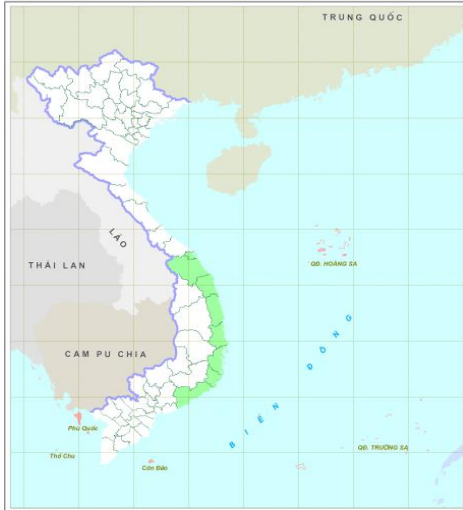 TRUNG QUỐC
LÀO
THÁI LAN
QĐ. HOÀNG SA
CAM PU CHIA
BIỂN ĐÔNG
Phú Quốc
Thổ Chu
Côn Đảo
QĐ. TRƯỜNG SA